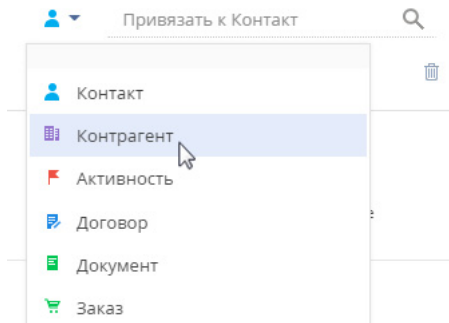 Привязать к Контакт
Контакт
Контрагент
Активность
Договор
Документ
Заказ